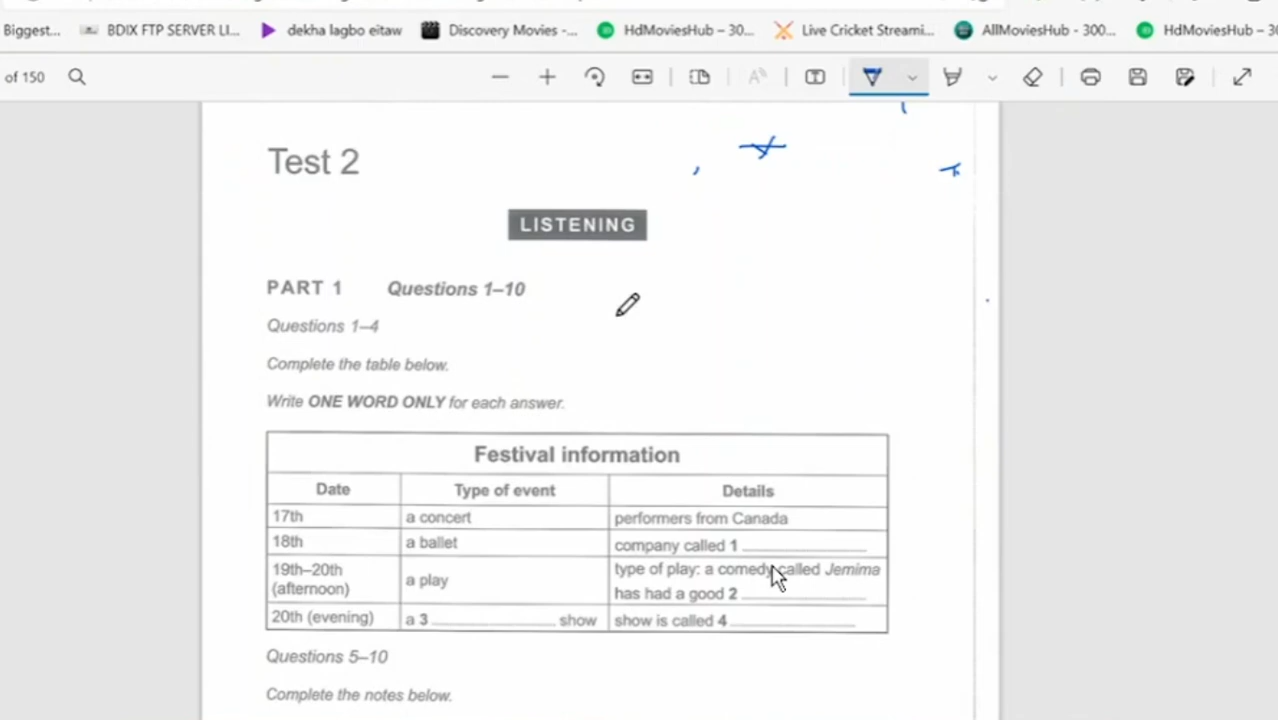 Biggest... BDIX FTP SERVER LI... dekha lagbo eitaw Discovery Movies -... HdMoviesHub – 30... Live Cricket Streami... AllMoviesHub - 300... HdMoviesHub – 30
of 150
Test 2
LISTENING
PART 1 Questions 1–10
Questions 1–4
Complete the table below.
Write ONE WORD ONLY for each answer.
Festival information
Date Type of event Details
17th a concert performers from Canada
18th a ballet company called 1
19th–20th (afternoon) a play type of play: a comedy called Jemima
has had a good 2
20th (evening) a 3 show show is called 4
Questions 5–10
Complete the notes below.